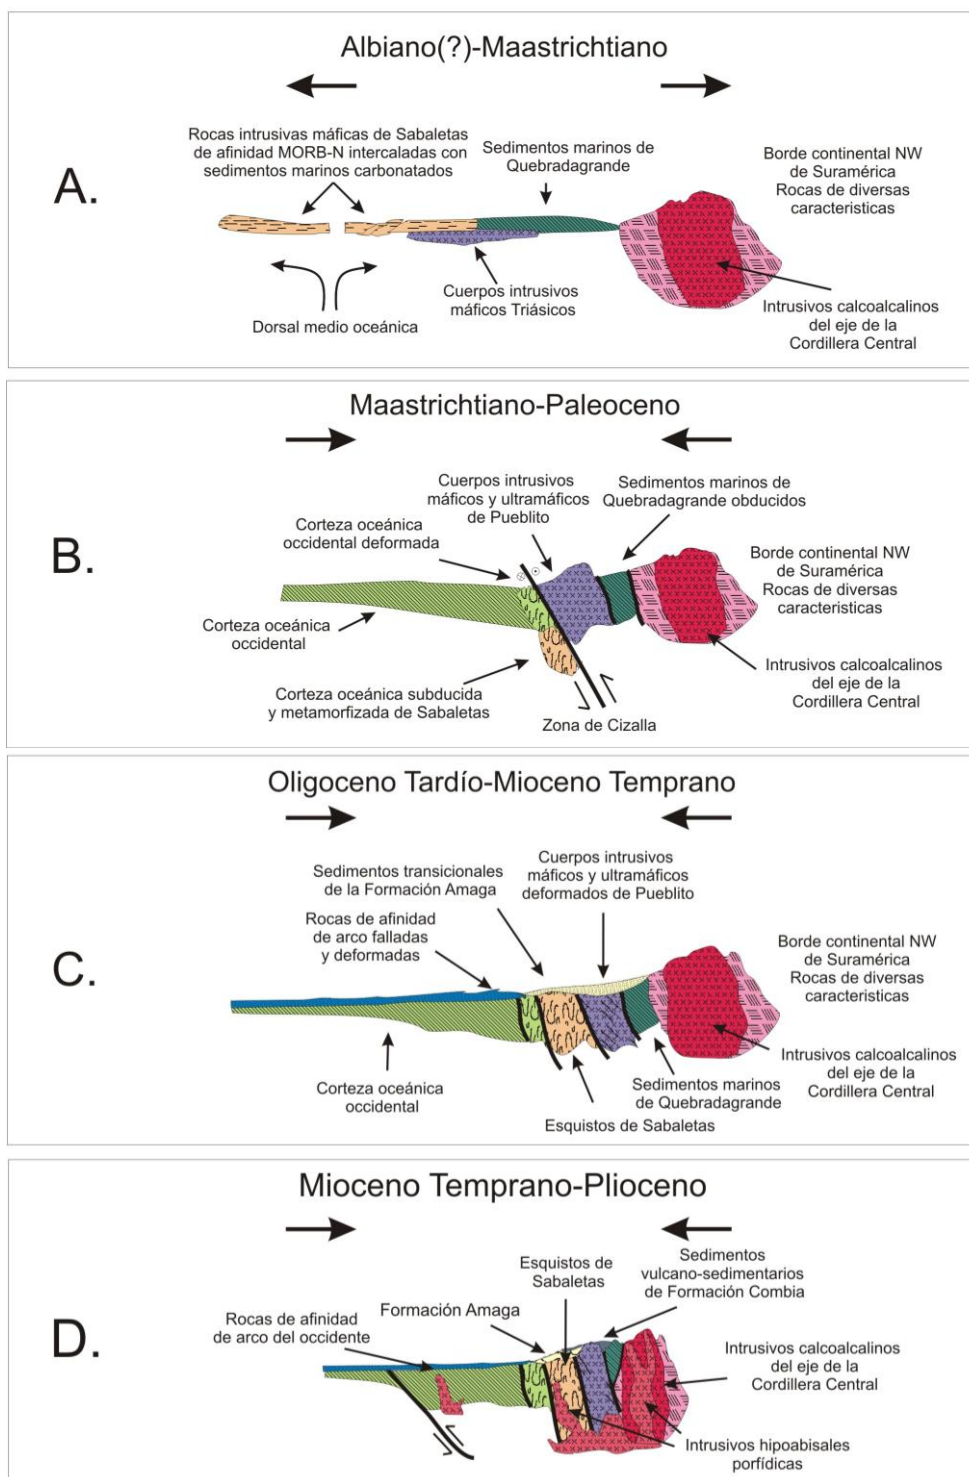 Albiano(?)-Maastrichtiano
A.
Rocas intrusivas máficas de Sabaletas
de afinidad MORB-N intercaladas con
sedimentos marinos carbonatados
Sedimentos marinos de
Quebradagrande
Borde continental NW
de Suramérica
Rocas de diversas
caracteristicas
Dorsal medio oceánica
Cuerpos intrusivos
máficos Triásicos
Intrusivos calcoalcalinos
del eje de la
Cordillera Central
Maastrichtiano-Paleoceno
B.
Corteza oceánica
occidental deformada
Cuerpos intrusivos
máficos y ultramáficos
de Pueblito
Sedimentos marinos de
Quebradagrande obducidos
Borde continental NW
de Suramérica
Rocas de diversas
caracteristicas
Corteza oceánica
occidental
Corteza oceánica subducida
y metamorfizada de Sabaletas
Zona de Cizalla
Intrusivos calcoalcalinos
del eje de la
Cordillera Central
Oligoceno Tardío-Mioceno Temprano
C.
Sedimentos transicionales
de la Formación Amaga
Rocas de afinidad
de arco falladas
y deformadas
Cuerpos intrusivos
máficos y ultramáficos
deformados de Pueblito
Borde continental NW
de Suramérica
Rocas de diversas
caracteristicas
Corteza oceánica
occidental
Esquistos de Sabaletas
Sedimentos marinos
de Quebradagrande
Intrusivos calcoalcalinos
del eje de la
Cordillera Central
Mioceno Temprano-Plioceno
D.
Rocas de afinidad
de arco del occidente
Formación Amaga
Esquistos de
Sabaletas
Sedimentos
vulcano-sedimentarios
de Formación Combia
Intrusivos calcoalcalinos
del eje de la
Cordillera Central
Intrusivos hipoabisales
porfídicos